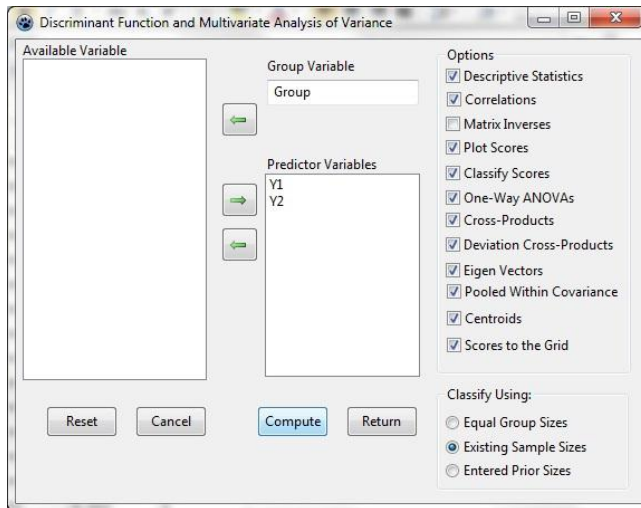 Discriminant Function and Multivariate Analysis of Variance
Available Variable
Group Variable
Group
Predictor Variables
Y1
Y2
Options
Descriptive Statistics
Correlations
Matrix Inverses
Plot Scores
Classify Scores
One-Way ANOVAs
Cross-Products
Deviation Cross-Products
Eigen Vectors
Pooled Within Covariance
Centroids
Scores to the Grid
Classify Using:
Equal Group Sizes
Existing Sample Sizes
Entered Prior Sizes
Reset
Cancel
Compute
Return